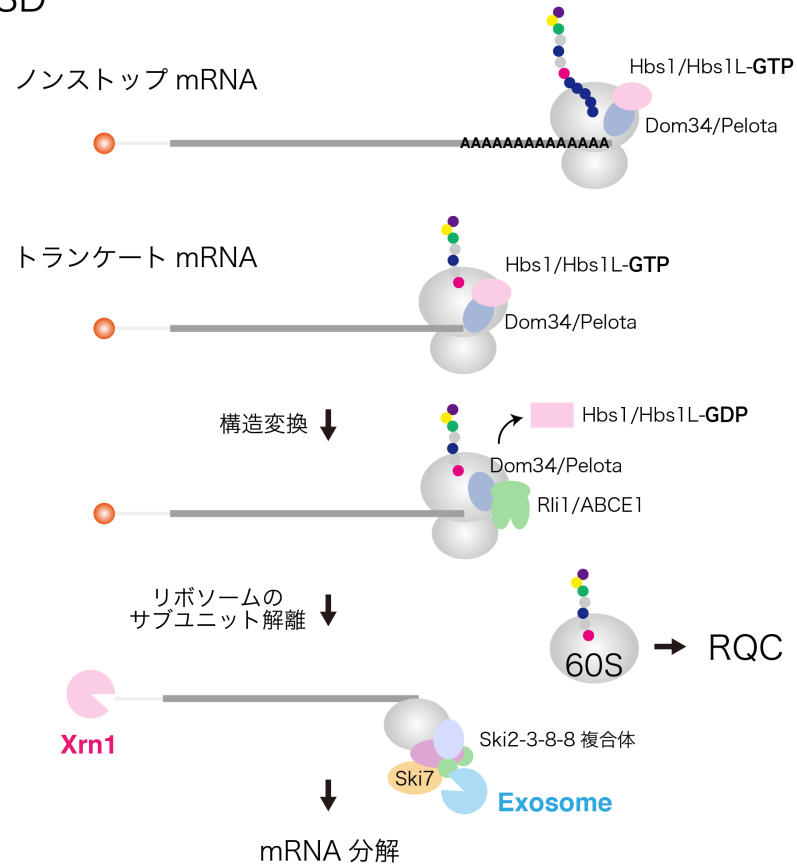 ノンストップ mRNA
Hbs1/Hbs1L-GTP
Dom34/Pelota
AAAAAAAAAAAAAA
トランケート mRNA
Hbs1/Hbs1L-GTP
Dom34/Pelota
構造変換
Hbs1/Hbs1L-GDP
Dom34/Pelota
Rli1/ABCE1
リボソームの
サブユニット解離
60S
RQC
Xrn1
Ski2-3-8-8 複合体
Ski7
Exosome
mRNA 分解